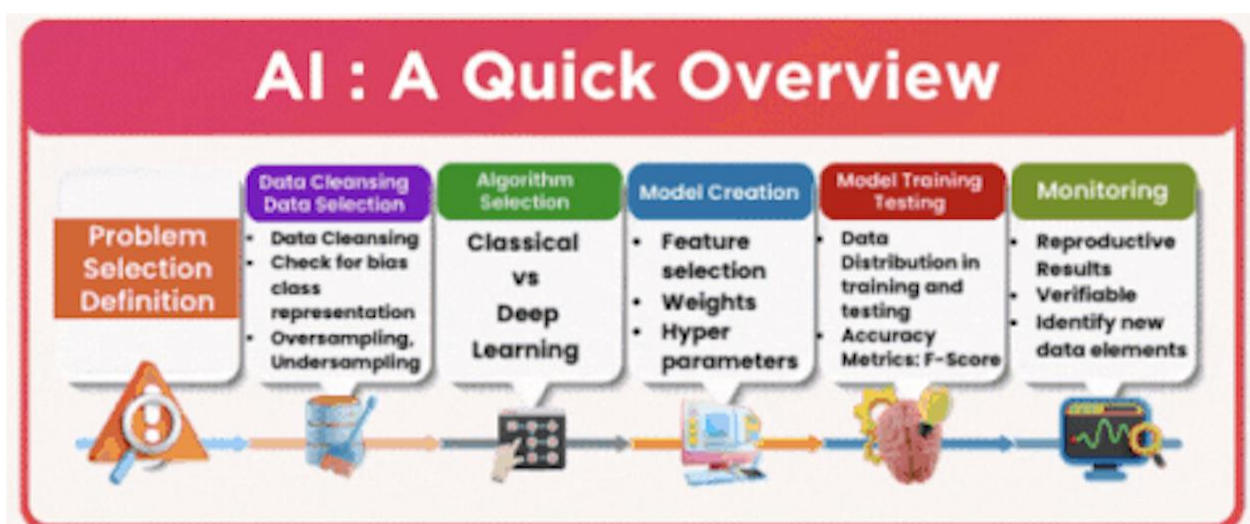 AI : A Quick Overview
Problem
Selection
Definition
Data Cleansing
Data Selection
• Data Cleansing
• Check for bias
class
representation
• Oversampling,
Undersampling
Algorithm
Selection
Classical
vs
Deep
Learning
Model Creation
• Feature
selection
• Weights
• Hyper
parameters
Model Training
Testing
• Data
Distribution in
training and
testing
• Accuracy
Metrics: F-Score
Monitoring
• Reproductive
Results
• Verifiable
• Identify new
data elements